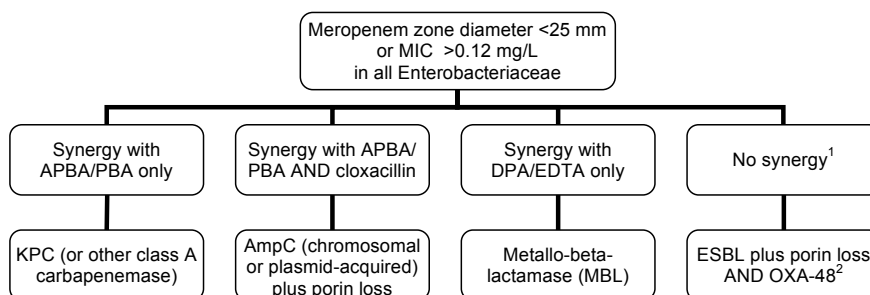 Meropenem zone diameter <25 mm
or MIC >0.12 mg/L
in all Enterobacteriaceae
Synergy with
APBA/PBA only
Synergy with APBA/
PBA AND cloxacillin
Synergy with
DPA/EDTA only
No synergy1
KPC (or other class A
carbapenemase)
AmpC (chromosomal
or plasmid-acquired)
plus porin loss
Metallo-beta-
lactamase (MBL)
ESBL plus porin loss
AND OXA-482